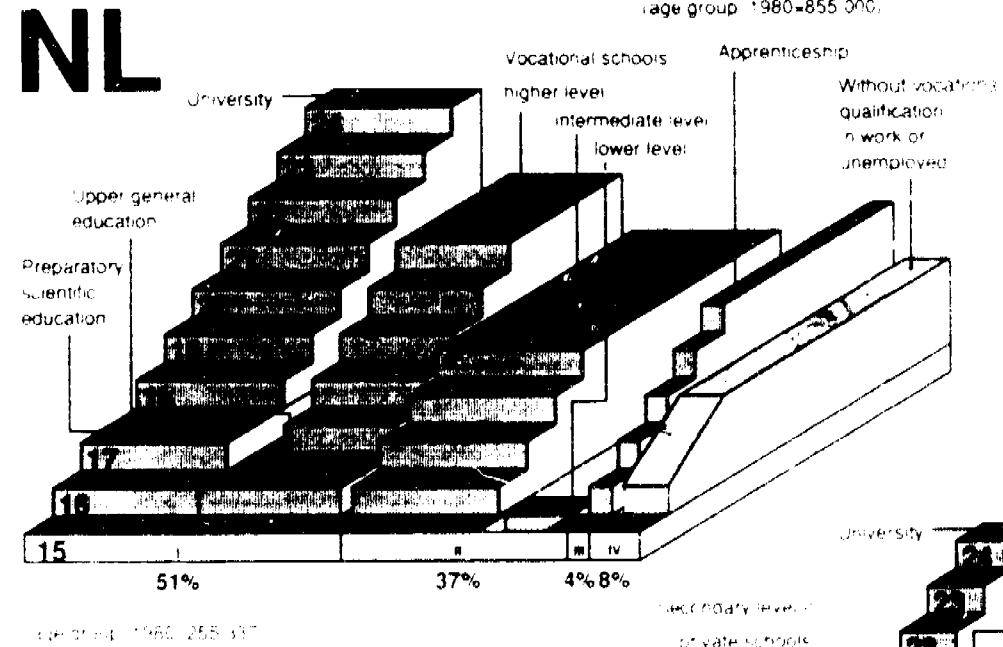 NL
(age group 1980=855 000)
Vocational schools
Apprenticeship
University
higher level
intermediate level
lower level
Without vocational
qualification
in work or
unemployed
Upper general
education
Preparatory
scientific
education
17
16
15
II
III
IV
51%
37%
4%
8%
University
24
23
private schools